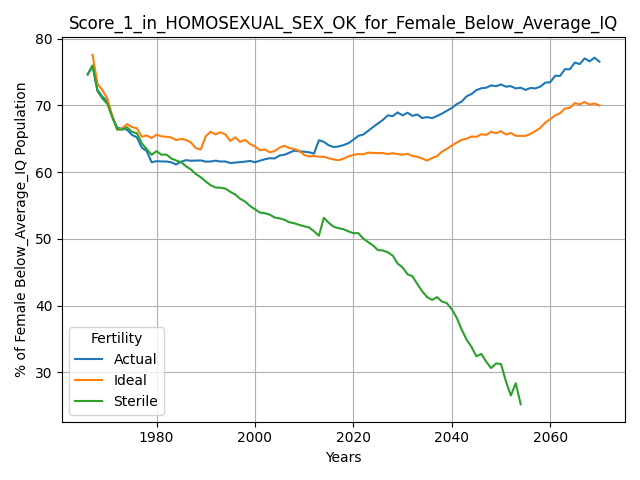 Score_1_in_HOMOSEXUAL_SEX_OK_for_Female_Below_Average_IQ
% of Female Below_Average_IQ Population
80
70
60
50
40
30
Fertility
Actual
Ideal
Sterile
1980
2000
2020
2040
2060
Years